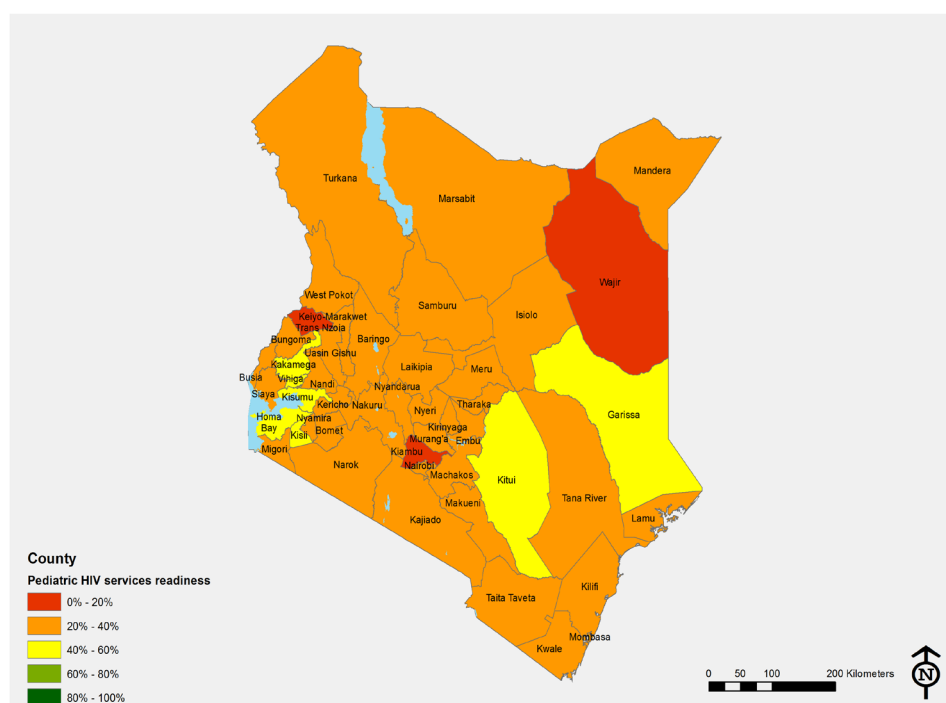 Mandera
Turkana
Marsabit
Wajir
West Pokot
Samburu
Isiolo
Keiyo-Marakwet
Trans Nzoia
Bungoma
Baringo
Uasin Gishu
Kakamega
Laikipia
Meru
Busia
Vihiga
Nandi
Nyandarua
Siaya
Kisumu
Kericho
Nakuru
Tharaka
Nyeri
Garissa
Homa
Bay
Nyamira
Kirinyaga
Kisii
Bomet
Murang'a
Embu
Migori
Kiambu
Narok
Nairobi
Machakos
Kitui
Tana River
Makueni
Kajiado
Lamu
Kilifi
Taita Taveta
Mombasa
Kwale
County
Pediatric HIV services readiness
0% - 20%
20% - 40%
40% - 60%
60% - 80%
80% - 100%
0 50 100 200 Kilometers
N